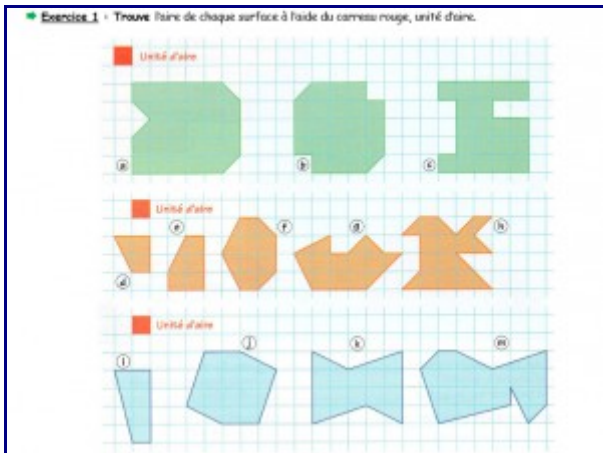 ➡ Exercice 1 - Trouve l'aire de chaque surface à l'aide du carreau rouge, unité d'aire.
Unité d'aire
a
b
c
Unité d'aire
e
f
g
h
d
Unité d'aire
i
j
k
m